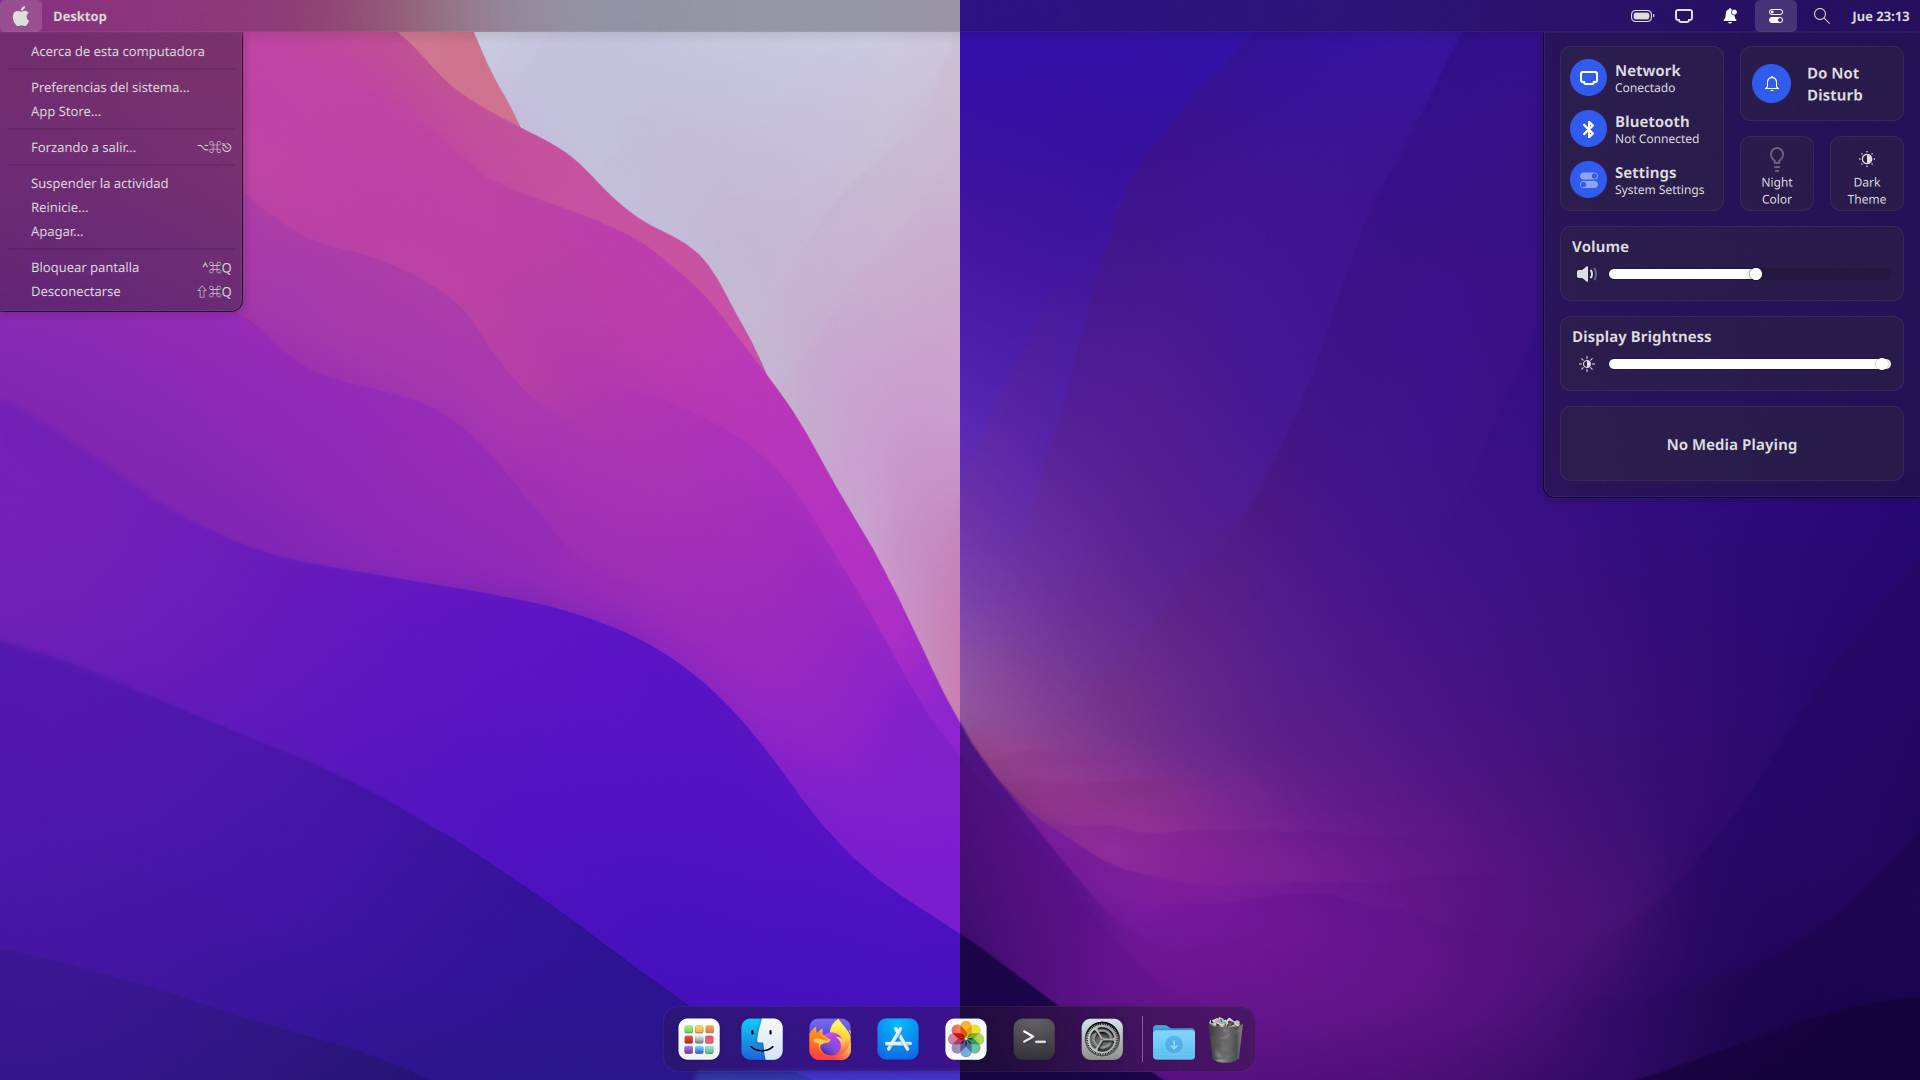 Desktop
Jue 23:13
Acerca de esta computadora
Preferencias del sistema...
App Store...
Forzando a salir... ⌥⌘⎋
Suspender la actividad
Reinicie...
Apagar...
Bloquear pantalla ^⌘Q
Desconectarse ⇧⌘Q
Network
Conectado
Bluetooth
Not Connected
Settings
System Settings
Do Not
Disturb
Night
Color
Dark
Theme
Volume
Display Brightness
No Media Playing